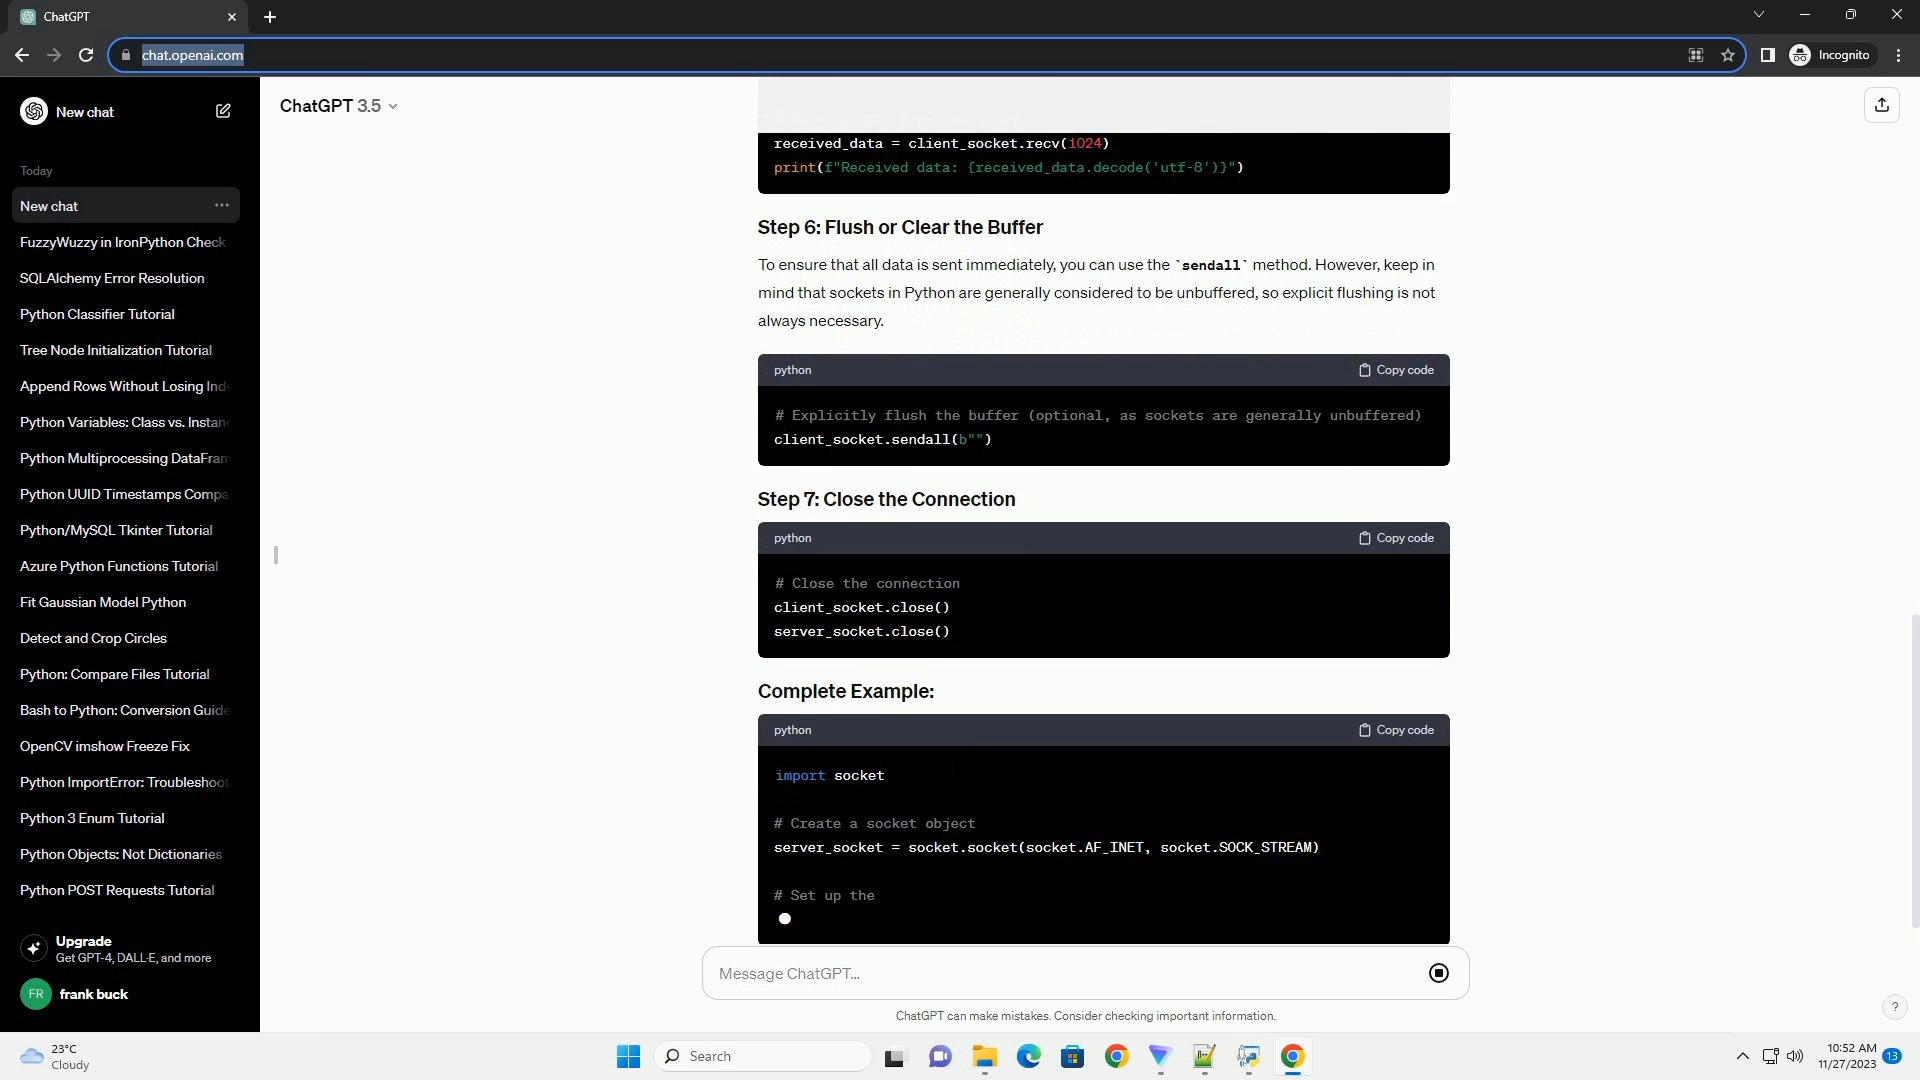 ChatGPT
chat.openai.com
Incognito
New chat
Today
New chat
FuzzyWuzzy in IronPython Check
SQLAlchemy Error Resolution
Python Classifier Tutorial
Tree Node Initialization Tutorial
Append Rows Without Losing Inde
Python Variables: Class vs. Instan
Python Multiprocessing DataFram
Python UUID Timestamps Compa
Python/MySQL Tkinter Tutorial
Azure Python Functions Tutorial
Fit Gaussian Model Python
Detect and Crop Circles
Python: Compare Files Tutorial
Bash to Python: Conversion Guide
OpenCV imshow Freeze Fix
Python ImportError: Troubleshoot
Python 3 Enum Tutorial
Python Objects: Not Dictionaries
Python POST Requests Tutorial
Upgrade
Get GPT-4, DALL·E, and more
FR
frank buck
ChatGPT 3.5
received_data = client_socket.recv(1024)
print(f"Received data: {received_data.decode('utf-8')}")
Step 6: Flush or Clear the Buffer
To ensure that all data is sent immediately, you can use the `sendall` method. However, keep in
mind that sockets in Python are generally considered to be unbuffered, so explicit flushing is not
always necessary.
python
Copy code
# Explicitly flush the buffer (optional, as sockets are generally unbuffered)
client_socket.sendall(b"")
Step 7: Close the Connection
python
Copy code
# Close the connection
client_socket.close()
server_socket.close()
Complete Example:
python
Copy code
import socket
# Create a socket object
server_socket = socket.socket(socket.AF_INET, socket.SOCK_STREAM)
# Set up the
Message ChatGPT...
ChatGPT can make mistakes. Consider checking important information.
?
23°C
Cloudy
Search
10:52 AM
11/27/2023
13